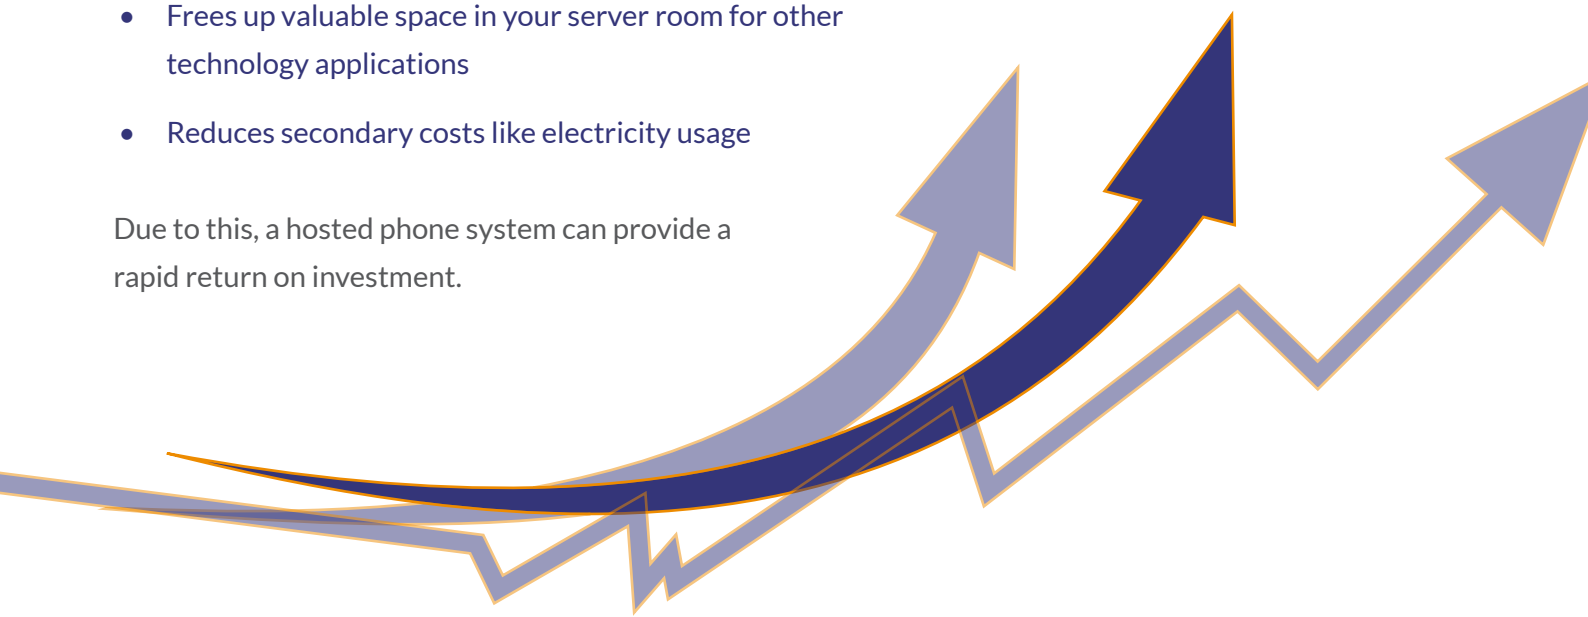 • Frees up valuable space in your server room for other
technology applications
• Reduces secondary costs like electricity usage
Due to this, a hosted phone system can provide a
rapid return on investment.